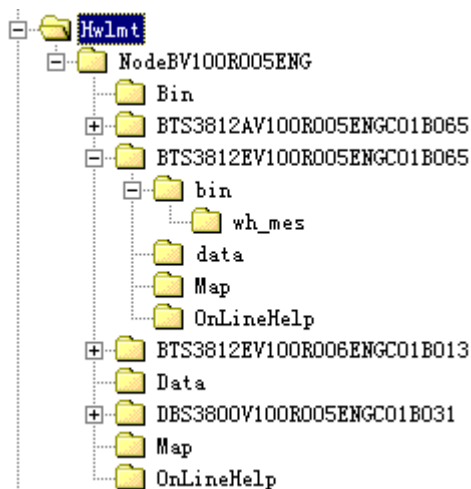 Hwlmt
NodeBV100R005ENG
Bin
BTS3812AV100R005ENGC01B065
BTS3812EV100R005ENGC01B065
bin
wh_mes
data
Map
OnLineHelp
BTS3812EV100R006ENGC01B013
Data
DBS3800V100R005ENGC01B031
Map
OnLineHelp